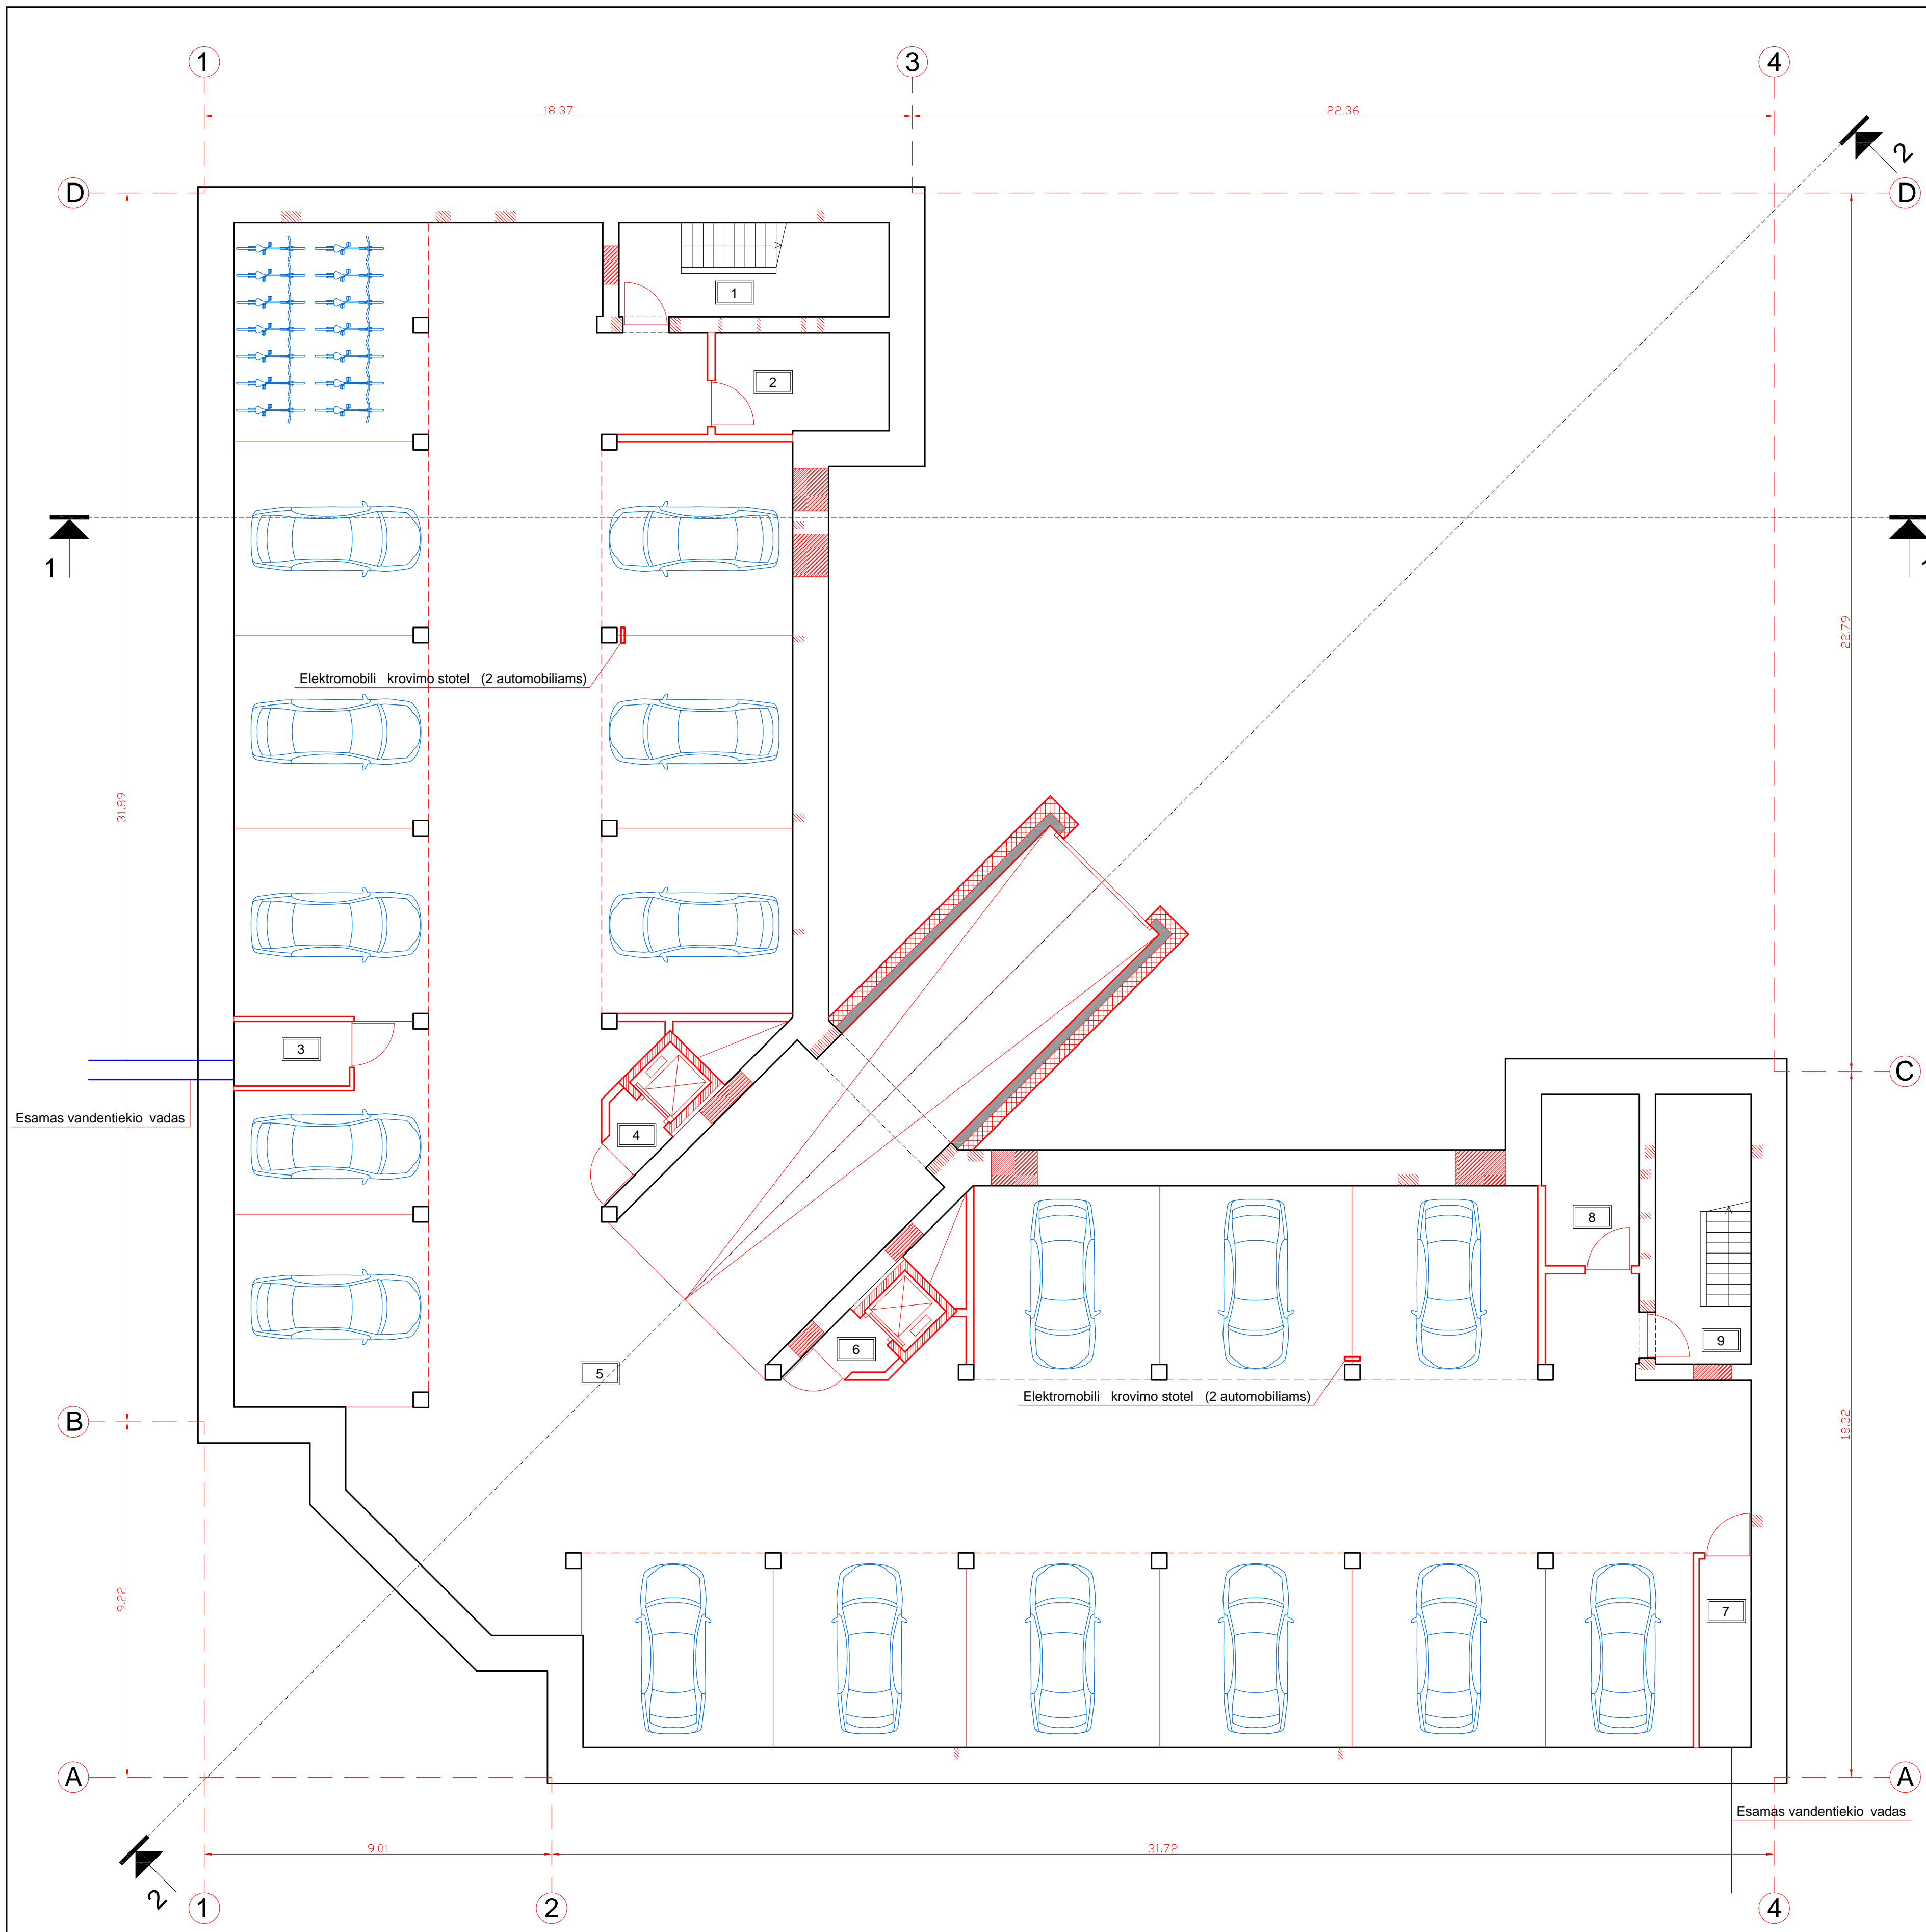 1
3
4
18.37
22.36
2
D
D
1
2
1
1
22.79
Elektromobili krovimo stotel (2 automobiliams)
31.89
3
C
Esamas vandentiekio vadas
4
8
9
6
5
Elektromobili krovimo stotel (2 automobiliams)
B
18.32
9.22
7
A
A
Esamas vandentiekio vadas
9.01
31.72
2
1
2
4